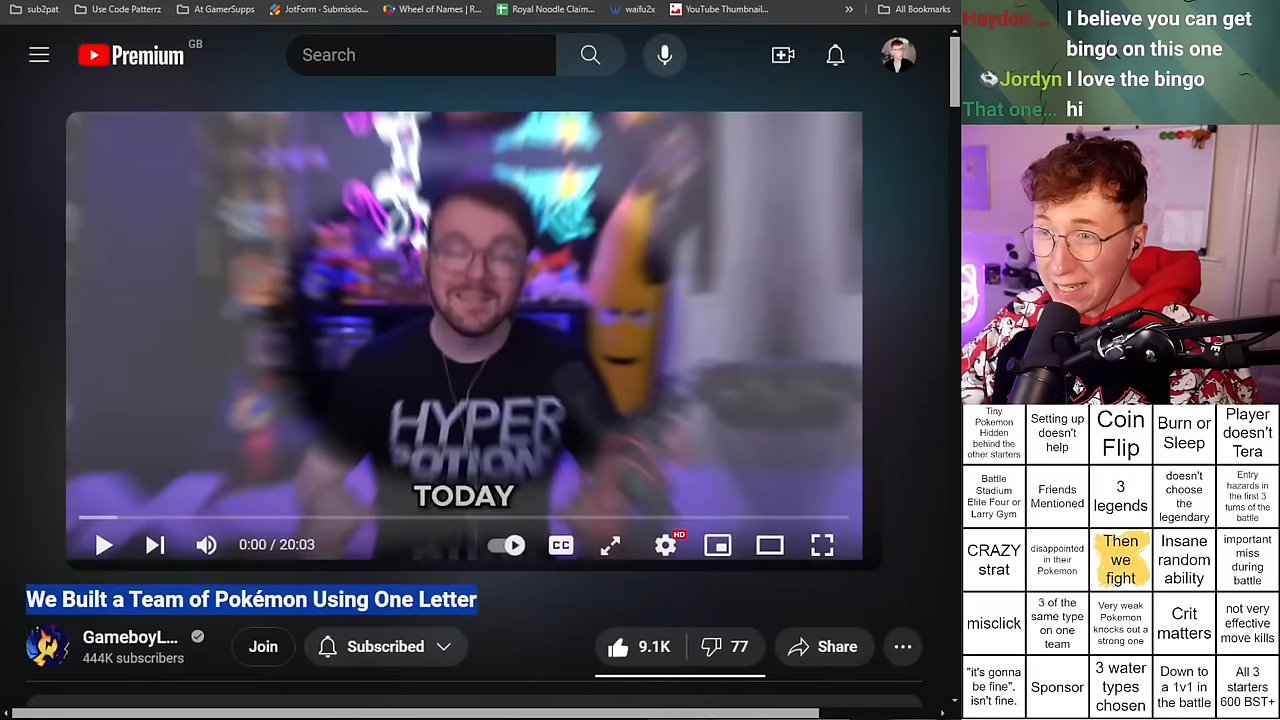 sub2pat
Use Code Patterz
At GamerSupps
JotForm - Submissio...
Wheel of Names | R...
Royal Noodle Claim...
waifu2x
YouTube Thumbnail...
»
All Bookmarks
Premium GB
Search
HYPER
POTION
TODAY
0:00 / 20:03
CC
HD
We Built a Team of Pokémon Using One Letter
GameboyL...
444K subscribers
Join
Subscribed
9.1K
77
Share
Haydon ... I believe you can get
bingo on this one
Jordyn I love the bingo
That one... hi
Tiny
Pokemon
Hidden
behind the
other starters
Setting up
doesn't
help
Coin
Flip
Burn or
Sleep
Player
doesn't
Tera
Battle
Stadium
Elite Four or
Larry Gym
Friends
Mentioned
3
legends
doesn't
choose
the
legendary
Entry
hazards in
the first 3
turns of the
battle
CRAZY
strat
disappointed
in their
Pokemon
Then
we
fight
Insane
random
ability
important
miss
during
battle
misclick
3 of the
same type
on one
team
Very weak
Pokemon
knocks out a
strong one
Crit
matters
not very
effective
move kills
"it's gonna
be fine".
isn't fine.
Sponsor
3 water
types
chosen
Down to
a 1v1 in
the battle
All 3
starters
600 BST+